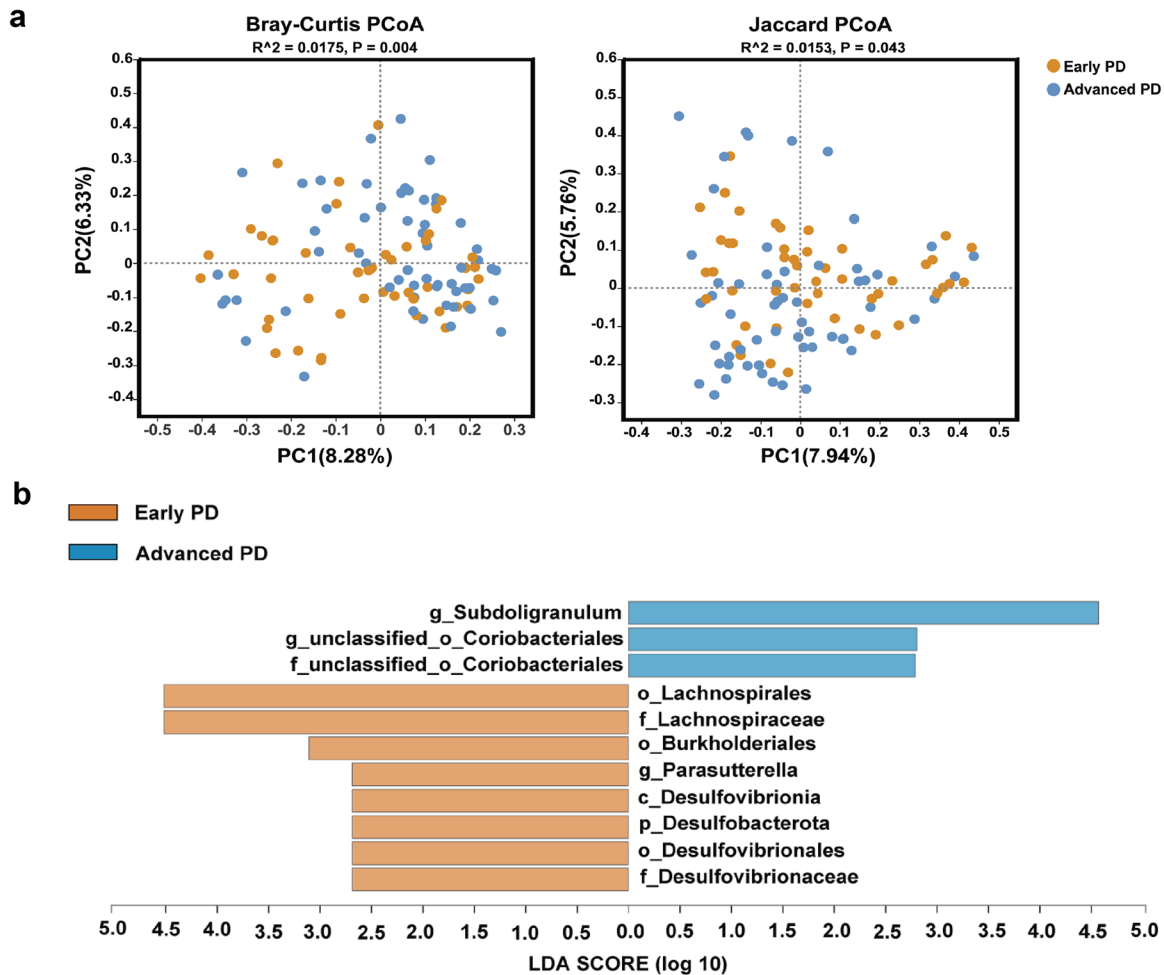 a
Bray-Curtis PCoA
R^2 = 0.0175, P = 0.004
0.6
0.5
0.4
0.3
0.2
0.1
0
-0.1
-0.2
-0.3
-0.4
PC2(6.33%)
-0.5 -0.4 -0.3 -0.2 -0.1 0 0.1 0.2 0.3
PC1(8.28%)
Jaccard PCoA
R^2 = 0.0153, P = 0.043
0.6
0.5
0.4
0.3
0.2
0.1
0
-0.1
-0.2
-0.3
PC2(5.76%)
-0.4 -0.3 -0.2 -0.1 0 0.1 0.2 0.3 0.4 0.5
PC1(7.94%)
Early PD
Advanced PD
b
Early PD
Advanced PD
g_Subdoligranulum
g_unclassified_o_Coriobacteriales
f_unclassified_o_Coriobacteriales
o_Lachnospirales
f_Lachnospiraceae
o_Burkholderiales
g_Parasutterella
c_Desulfovibrionia
p_Desulfobacterota
o_Desulfovibrionales
f_Desulfovibrionaceae
5.0 4.5 4.0 3.5 3.0 2.5 2.0 1.5 1.0 0.5 0.0 0.5 1.0 1.5 2.0 2.5 3.0 3.5 4.0 4.5 5.0
LDA SCORE (log 10)